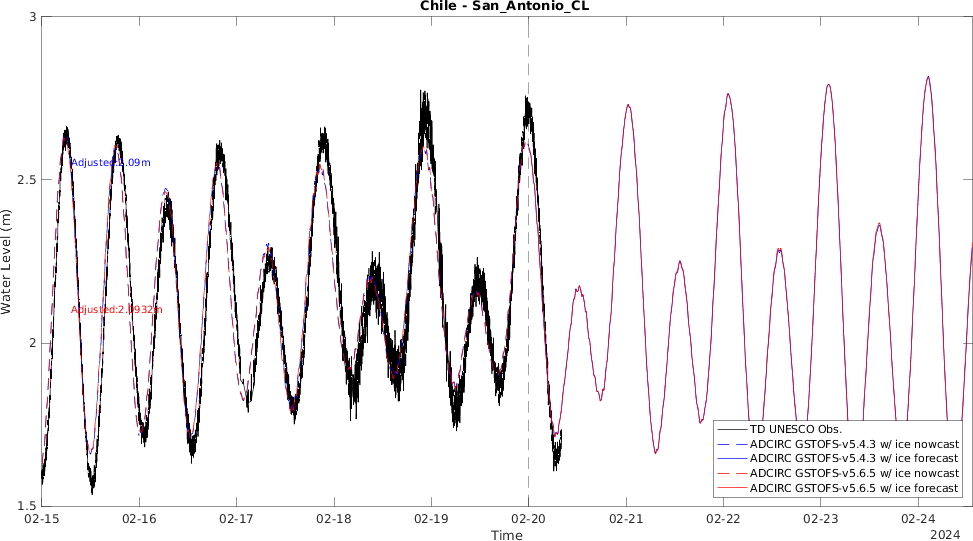 Chile - San_Antonio_CL
3
2.5
2
1.5
Water Level (m)
Adjusted:2.09m
Adjusted:2.0932m
TD UNESCO Obs.
ADCIRC GSTOFS-v5.4.3 w/ ice nowcast
ADCIRC GSTOFS-v5.4.3 w/ ice forecast
ADCIRC GSTOFS-v5.6.5 w/ ice nowcast
ADCIRC GSTOFS-v5.6.5 w/ ice forecast
02-15 02-16 02-17 02-18 02-19 02-20 02-21 02-22 02-23 02-24
Time
2024